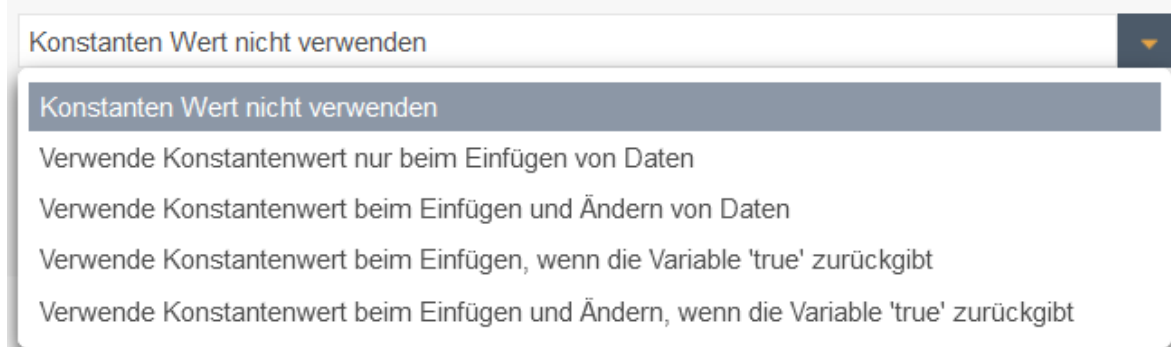 Konstanten Wert nicht verwenden
Konstanten Wert nicht verwenden
Verwende Konstantenwert nur beim Einfügen von Daten
Verwende Konstantenwert beim Einfügen und Ändern von Daten
Verwende Konstantenwert beim Einfügen, wenn die Variable 'true' zurückgibt
Verwende Konstantenwert beim Einfügen und Ändern, wenn die Variable 'true' zurückgibt